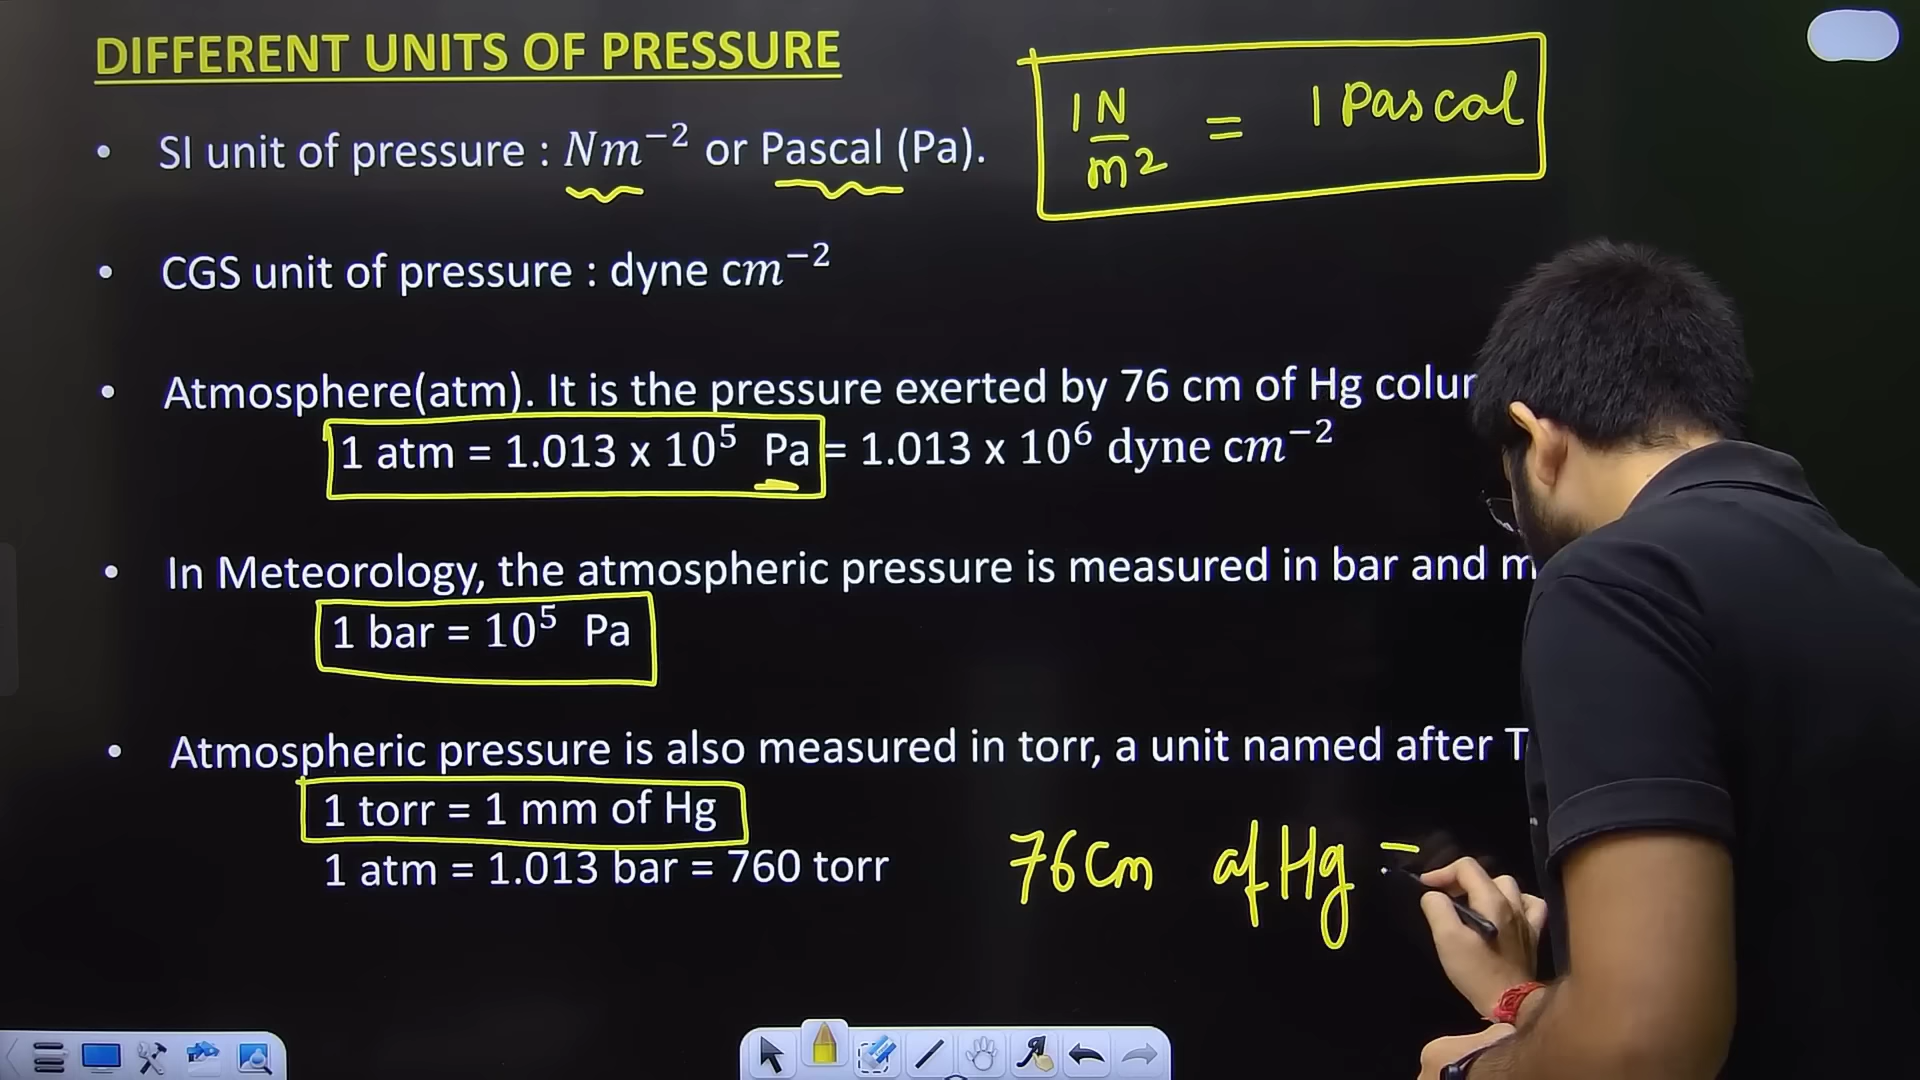 DIFFERENT UNITS OF PRESSURE
1 N/m2 = 1 Pascal
• SI unit of pressure : Nm⁻² or Pascal (Pa).
• CGS unit of pressure : dyne cm⁻²
• Atmosphere(atm). It is the pressure exerted by 76 cm of Hg
1 atm = 1.013 x 10⁵ Pa = 1.013 x 10⁶ dyne cm⁻²
• In Meteorology, the atmospheric pressure is measured in bar and
1 bar = 10⁵ Pa
• Atmospheric pressure is also measured in torr, a unit named after
1 torr = 1 mm of Hg
1 atm = 1.013 bar = 760 torr
76 cm of Hg =